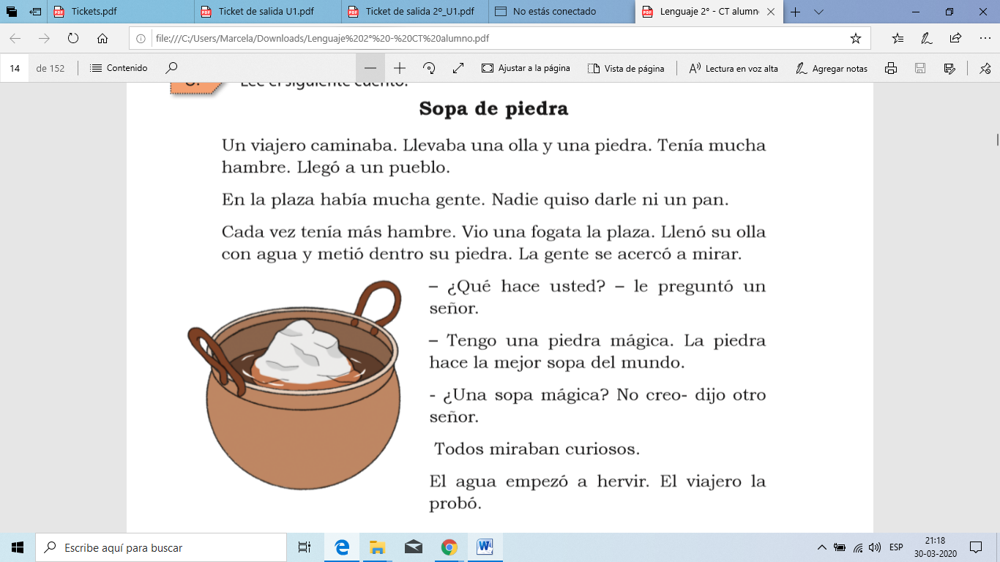 Tickets.pdf
Ticket de salida U1.pdf
Ticket de salida 2º_U1.pdf
No estás conectado
Lenguaje 2° - CT alumno
file:///C:/Users/Marcela/Downloads/Lenguaje%202°%20-%20CT%20alumno.pdf
14 de 152 Contenido Ajustar a la página Vista de página Lectura en voz alta Agregar notas
Lee el siguiente cuento.
Sopa de piedra
Un viajero caminaba. Llevaba una olla y una piedra. Tenía mucha
hambre. Llegó a un pueblo.
En la plaza había mucha gente. Nadie quiso darle ni un pan.
Cada vez tenía más hambre. Vio una fogata la plaza. Llenó su olla
con agua y metió dentro su piedra. La gente se acercó a mirar.
– ¿Qué hace usted? – le preguntó un
señor.
– Tengo una piedra mágica. La piedra
hace la mejor sopa del mundo.
- ¿Una sopa mágica? No creo- dijo otro
señor.
Todos miraban curiosos.
El agua empezó a hervir. El viajero la
probó.
Escribe aquí para buscar
ESP
21:18
30-03-2020